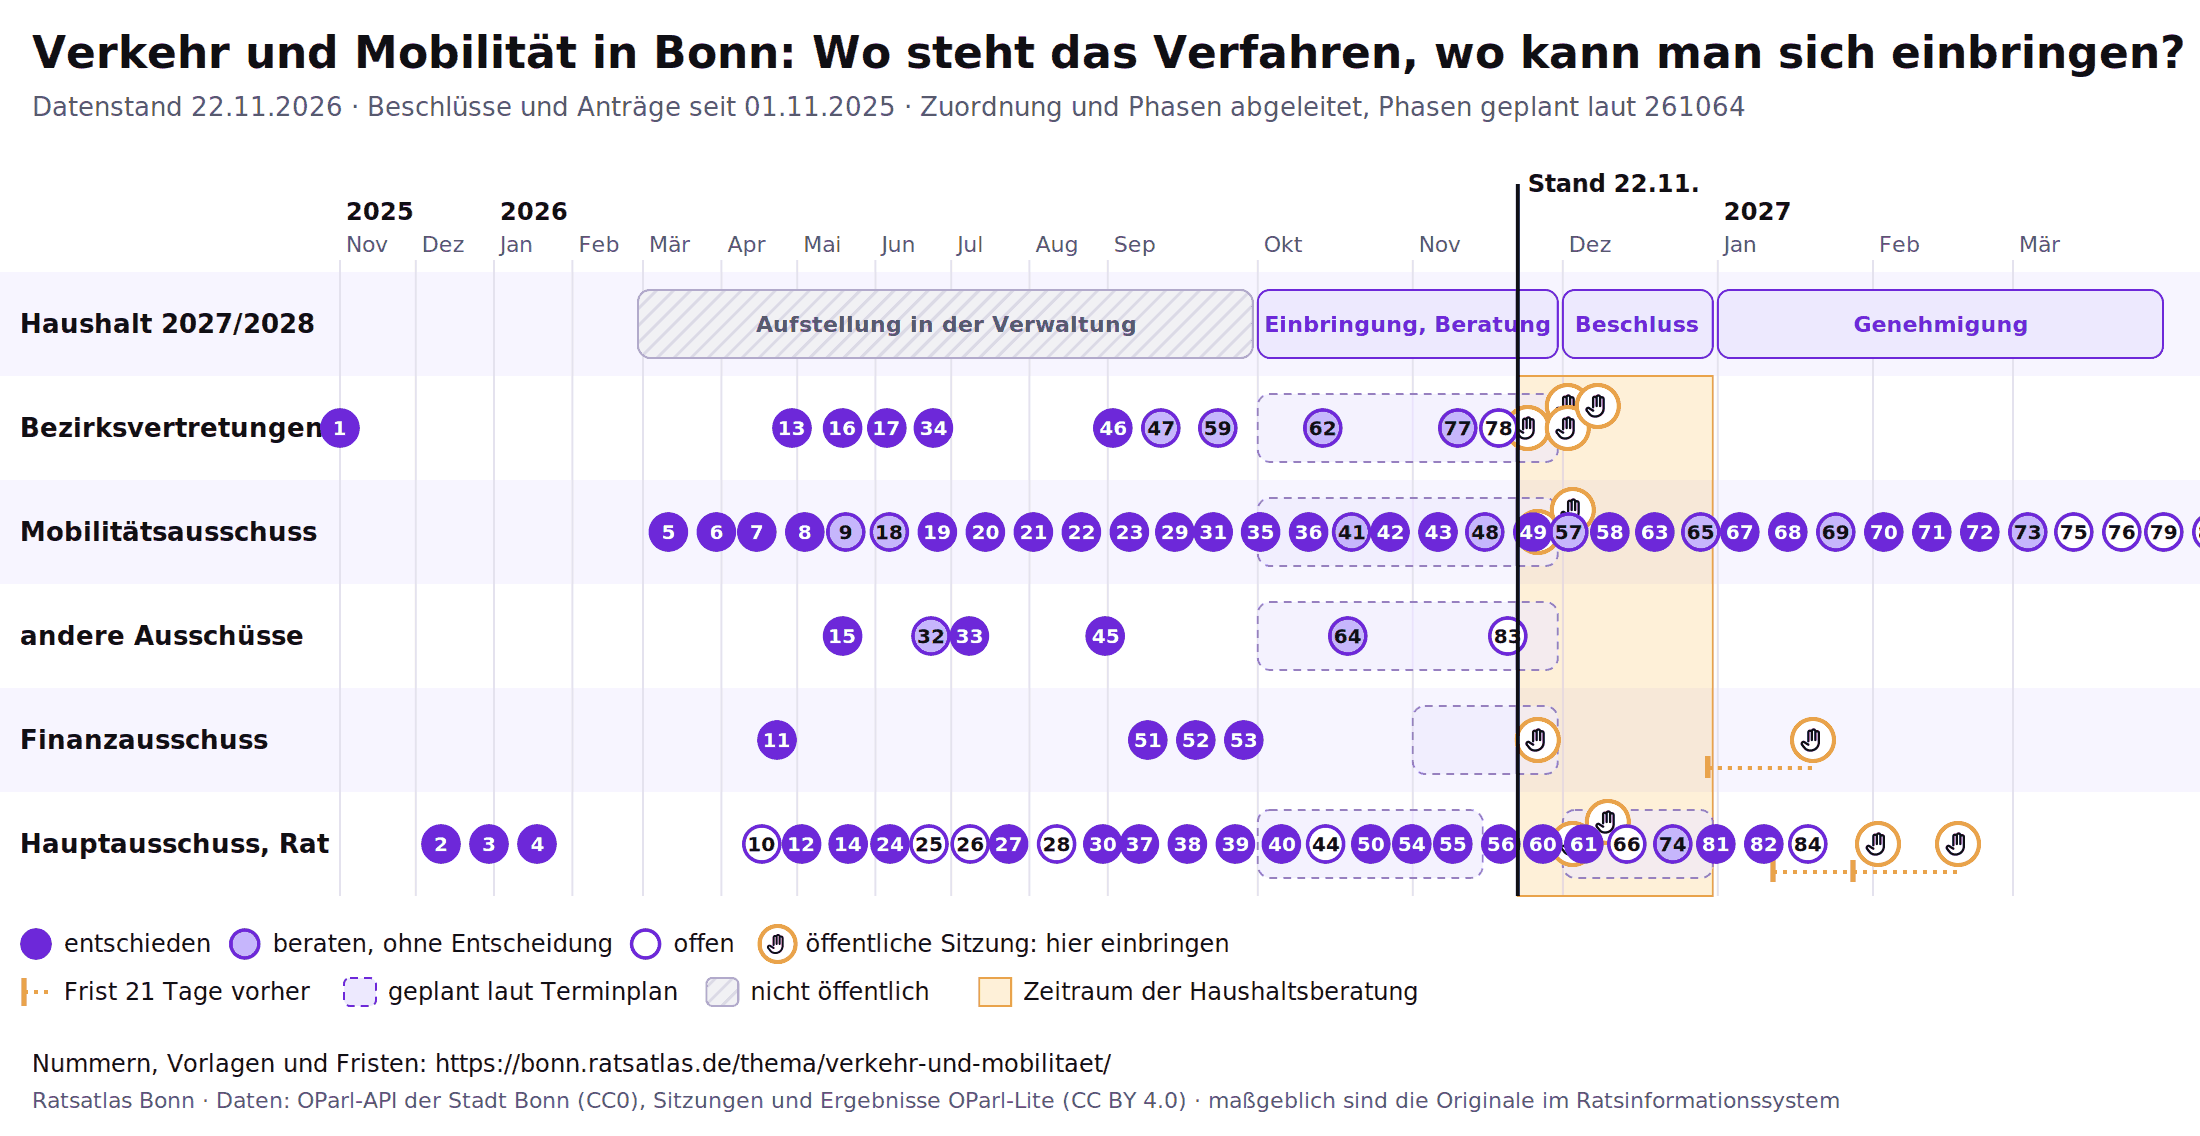 Verkehr und Mobilität in Bonn: Wo steht das Verfahren, wo kann man sich einbringen?
Datenstand 22.11.2026 · Beschlüsse und Anträge seit 01.11.2025 · Zuordnung und Phasen abgeleitet, Phasen geplant laut 261064
Stand 22.11.
2025 2026 2027
Nov Dez Jan Feb Mär Apr Mai Jun Jul Aug Sep Okt Nov Dez Jan Feb Mär
Haushalt 2027/2028 Aufstellung in der Verwaltung Einbringung, Beratung Beschluss Genehmigung
Bezirksvertretungen 1 13 16 17 34 46 47 59 62 77 78
Mobilitätsausschuss 5 6 7 8 9 18 19 20 21 22 23 29 31 35 36 41 42 43 48 49 57 58 63 65 67 68 69 70 71 72 73 75 76 79
andere Ausschüsse 15 32 33 45 64 83
Finanzausschuss 11 51 52 53
Hauptausschuss, Rat 2 3 4 10 12 14 24 25 26 27 28 30 37 38 39 40 44 50 54 55 56 60 61 66 74 81 82 84
entschieden beraten, ohne Entscheidung offen öffentliche Sitzung: hier einbringen
Frist 21 Tage vorher geplant laut Terminplan nicht öffentlich Zeitraum der Haushaltsberatung
Nummern, Vorlagen und Fristen: https://bonn.ratsatlas.de/thema/verkehr-und-mobilitaet/
Ratsatlas Bonn · Daten: OParl-API der Stadt Bonn (CC0), Sitzungen und Ergebnisse OParl-Lite (CC BY 4.0) · maßgeblich sind die Originale im Ratsinformationssystem